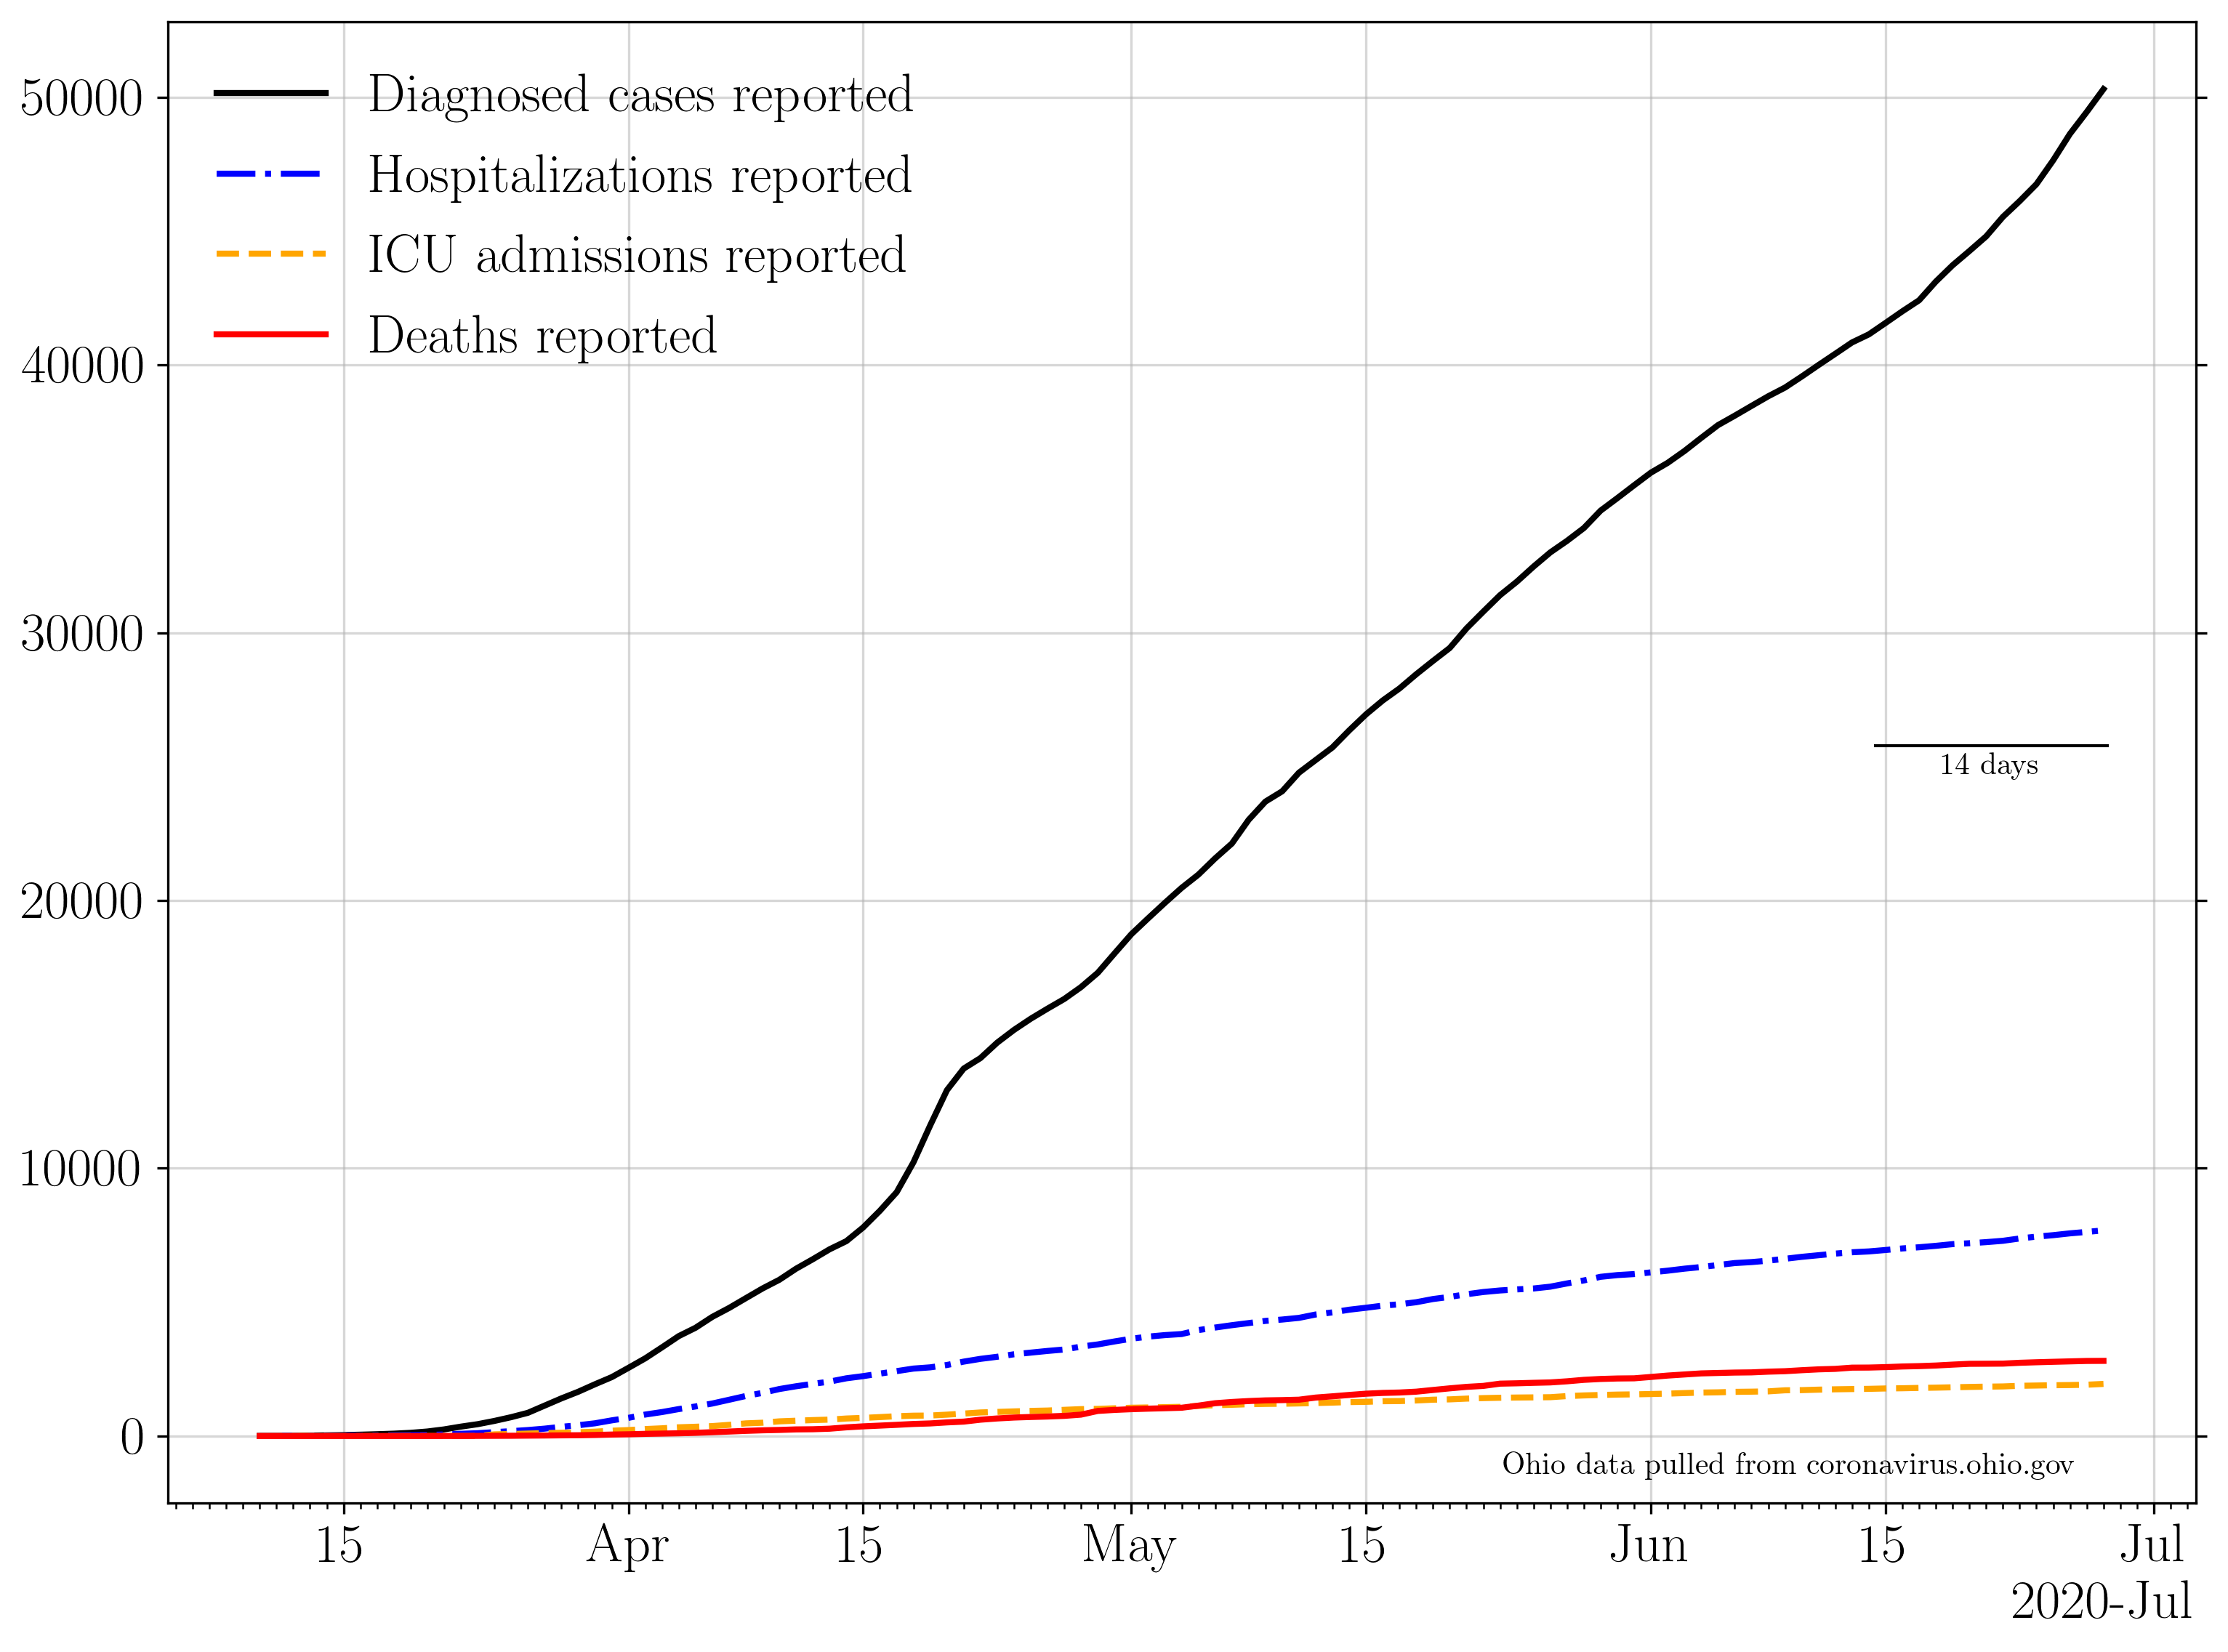 50000
40000
30000
20000
10000
0
Diagnosed cases reported
Hospitalizations reported
ICU admissions reported
Deaths reported
14 days
Ohio data pulled from coronavirus.ohio.gov
15 Apr 15 May 15 Jun 15 Jul
2020-Jul